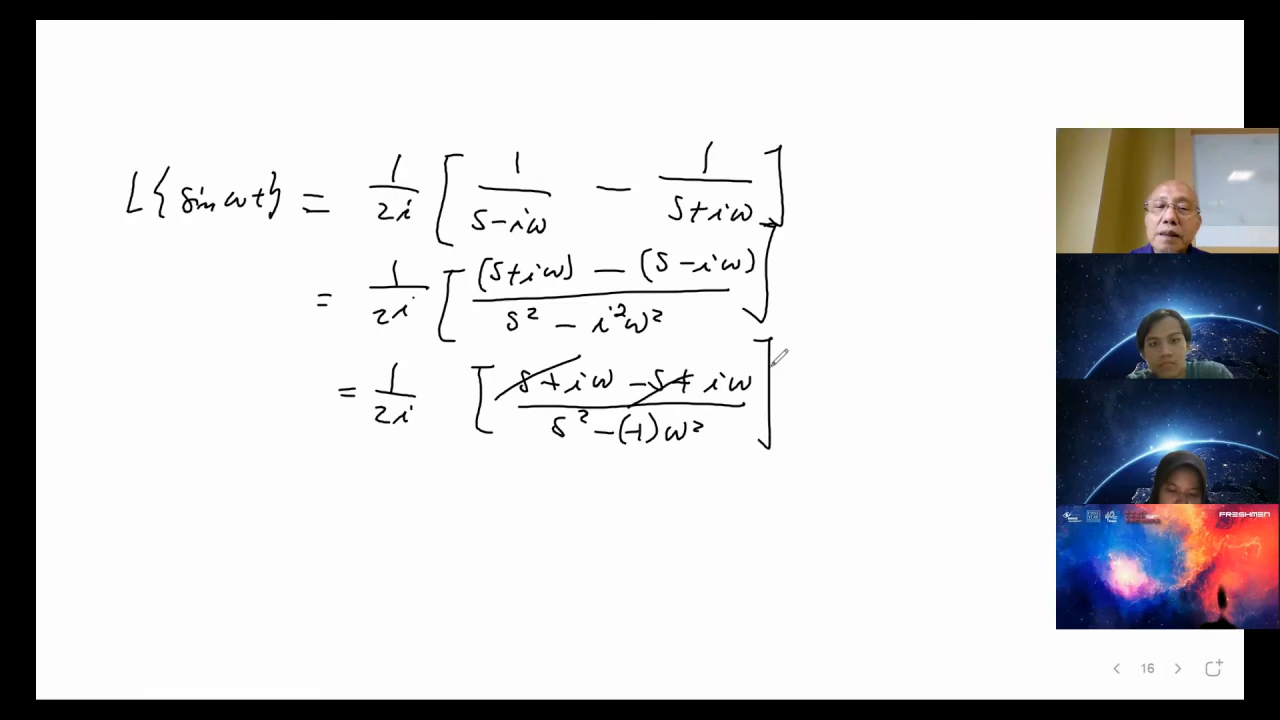 L{sin ωt} = 1/2i [ 1/(s-iω) - 1/(s+iω) ]
= 1/2i [ ((s+iω) - (s-iω))/(s² - i²ω²) ]
= 1/2i [ (s+iω - s+iω)/(s² - (-1)ω²) ]
FRESHMEN
16